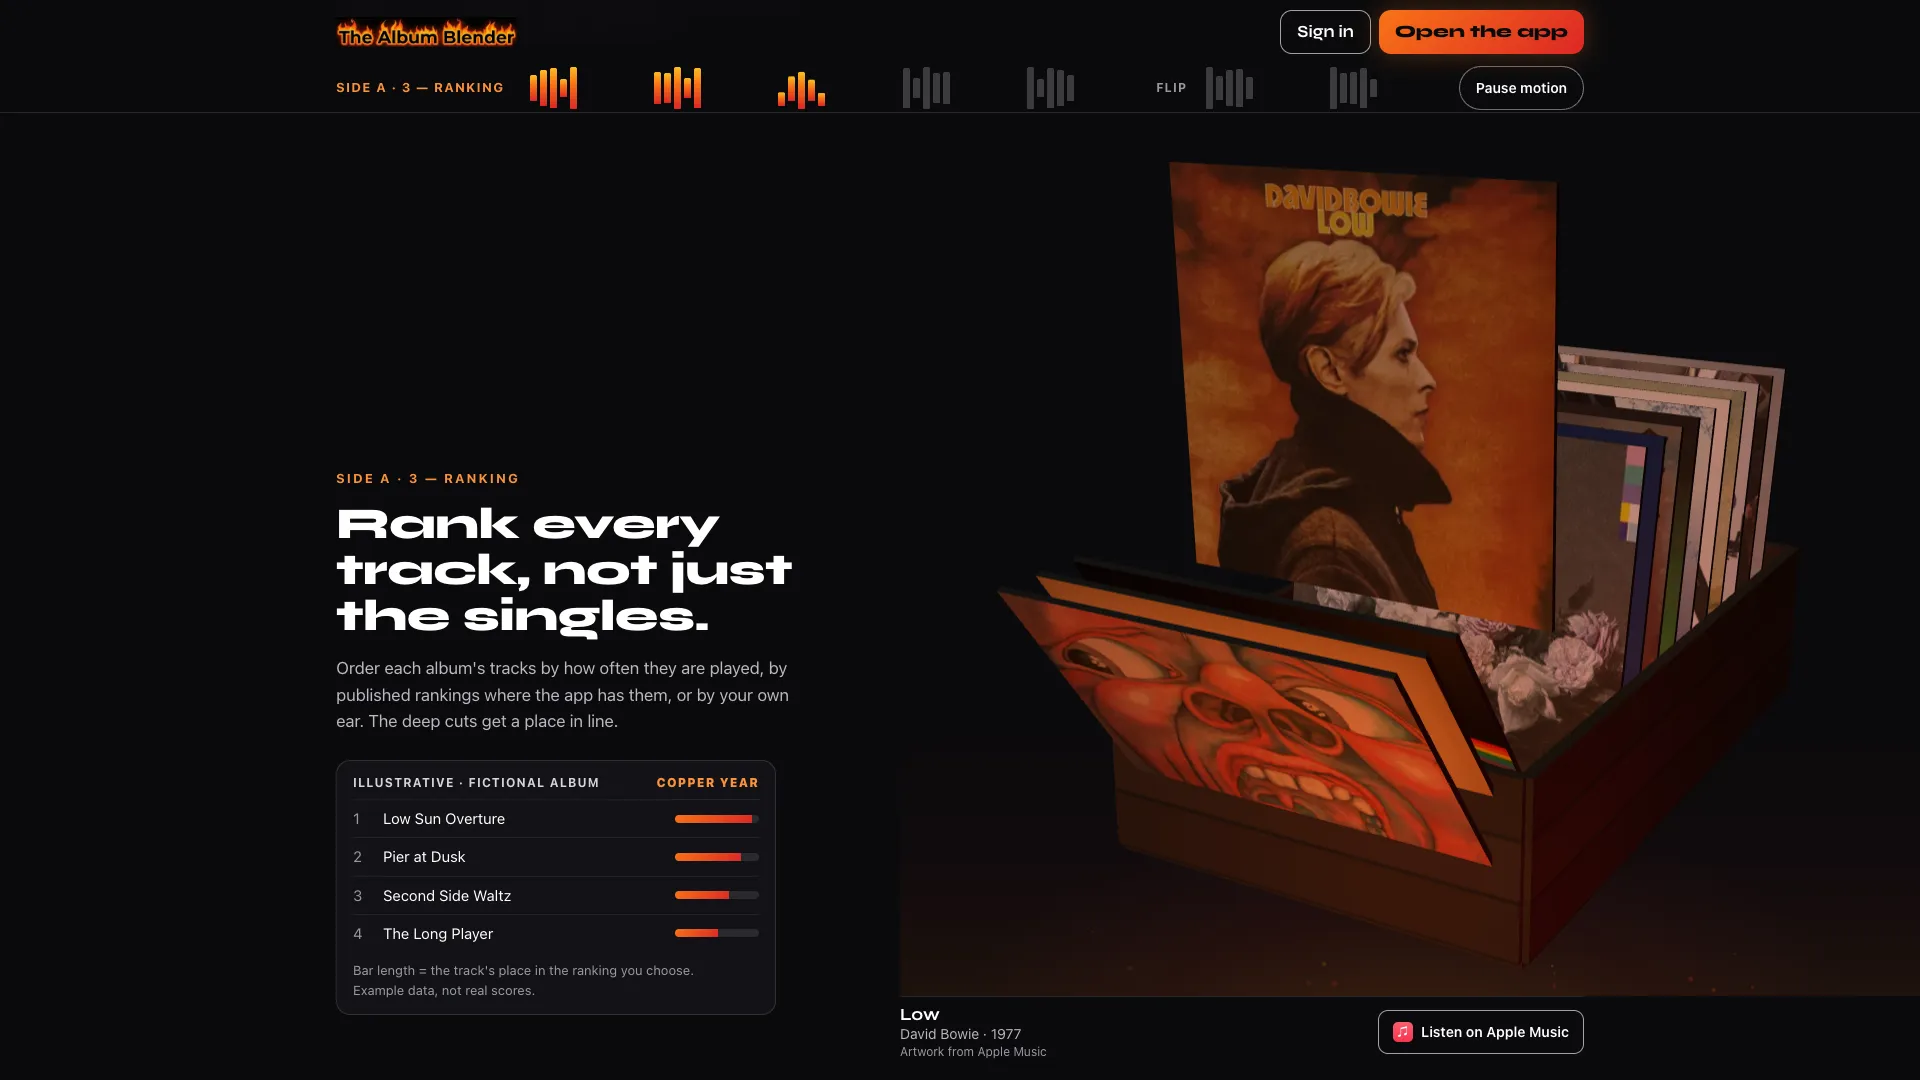 The Album Blender
Sign in
Open the app
SIDE A · 3 — RANKING
FLIP
Pause motion
DAVID BOWIE
LOW
SIDE A · 3 — RANKING
Rank every
track, not just
the singles.
Order each album's tracks by how often they are played, by
published rankings where the app has them, or by your own
ear. The deep cuts get a place in line.
ILLUSTRATIVE · FICTIONAL ALBUM
COPPER YEAR
1 Low Sun Overture
2 Pier at Dusk
3 Second Side Waltz
4 The Long Player
Bar length = the track's place in the ranking you choose.
Example data, not real scores.
Low
David Bowie · 1977
Artwork from Apple Music
Listen on Apple Music